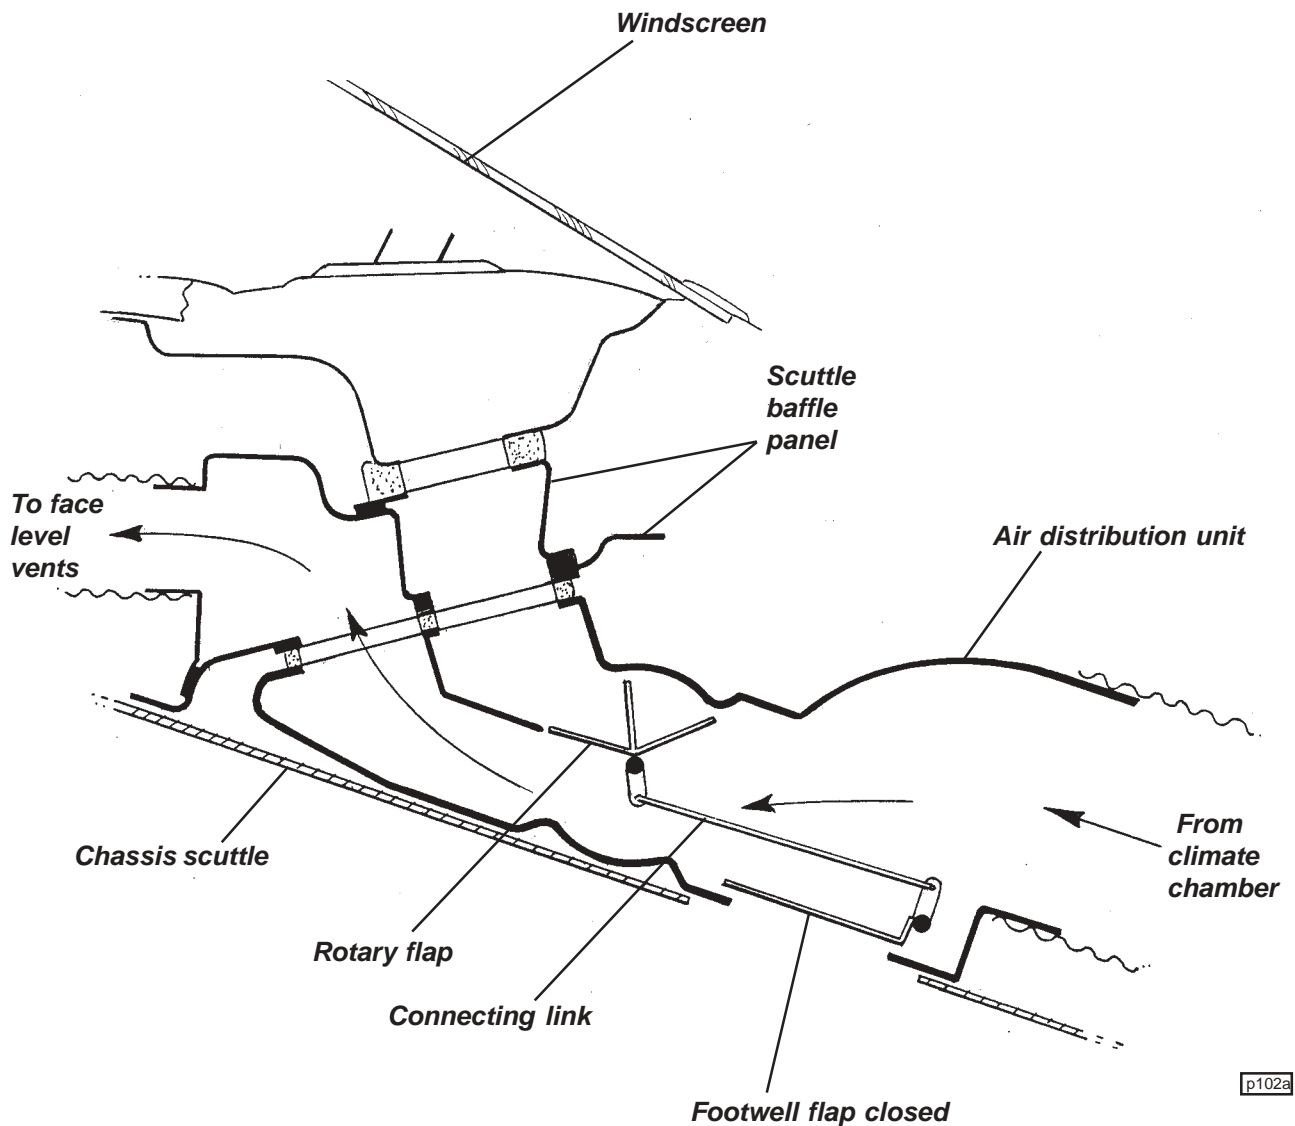 Windscreen
Scuttle
baffle
panel
To face
level
vents
Air distribution unit
From
climate
chamber
Chassis scuttle
Rotary flap
Connecting link
Footwell flap closed
p102a